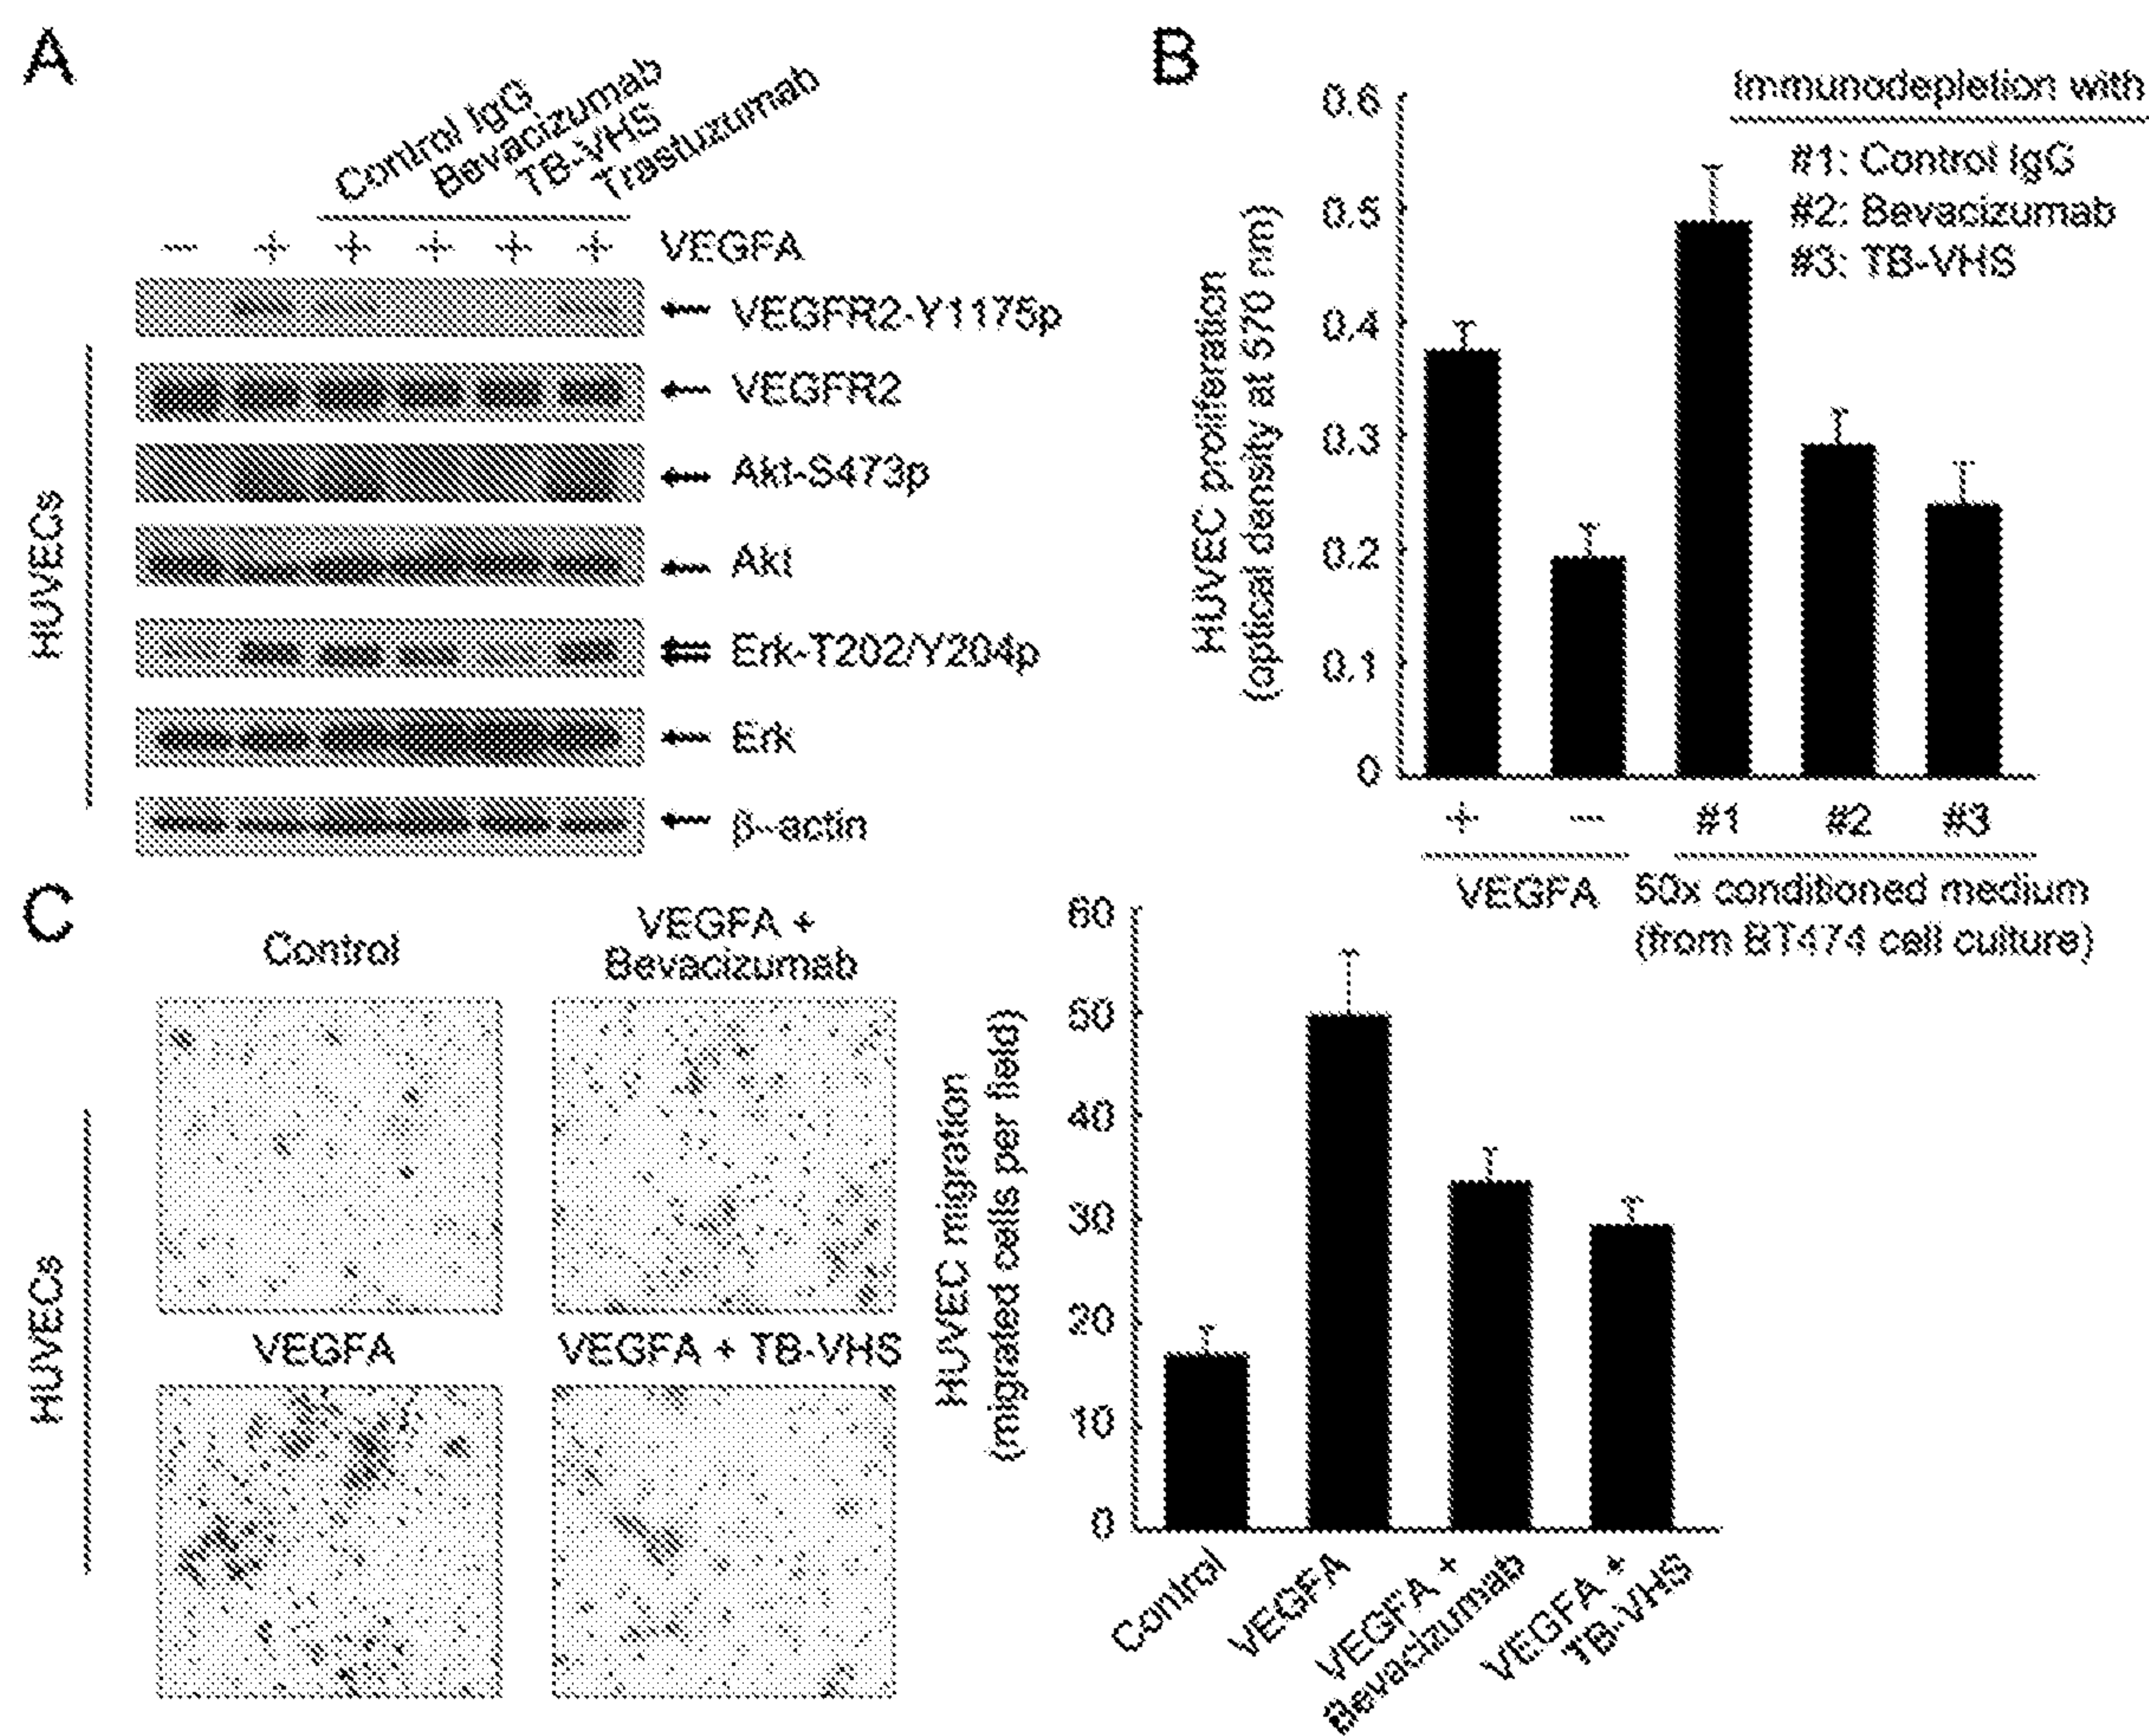 A
Control IgG
Bevacizumab
TB-VHS
Trastuzumab
− + + + + + VEGFA
VEGFR2-Y1175p
VEGFR2
Akt-S473p
Akt
Erk-T202/Y204p
Erk
β-actin
HUVECs
B
Immunodepletion with
#1: Control IgG
#2: Bevacizumab
#3: TB-VHS
HUVEC proliferation
(optical density at 570 nm)
0.6
0.5
0.4
0.3
0.2
0.1
0
+ − #1 #2 #3
VEGFA
50x conditioned medium
(from BT474 cell culture)
C
HUVECs
Control
VEGFA +
Bevacizumab
VEGFA
VEGFA + TB-VHS
HUVEC migration
(migrated cells per field)
60
50
40
30
20
10
0
Control
VEGFA
VEGFA +
Bevacizumab
VEGFA +
TB-VHS